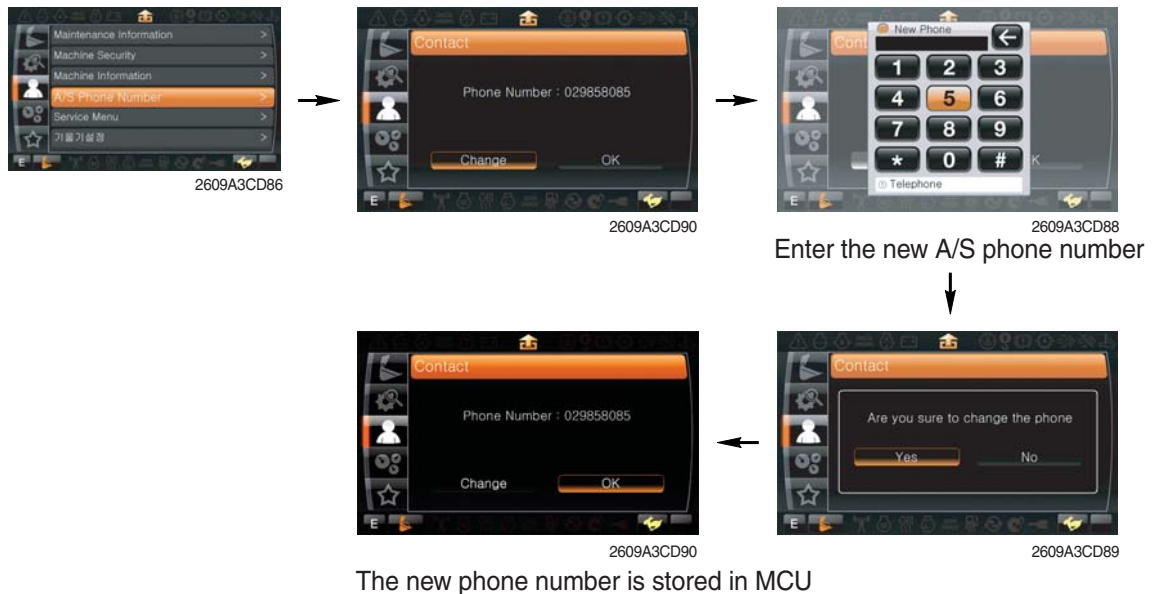 Maintenance Information >
Machine Security >
Machine Information >
A/S Phone Number >
Service Menu >
기울기설정 >
E
2609A3CD86
Contact
Phone Number : 029858085
Change OK
E
2609A3CD90
New Phone
Cont
1 2 3
4 5 6
7 8 9
* 0 # K
Telephone
E
2609A3CD88
Enter the new A/S phone number
Contact
Phone Number : 029858085
Change OK
E
2609A3CD90
The new phone number is stored in MCU
Contact
Are you sure to change the phone
Yes No
E
2609A3CD89